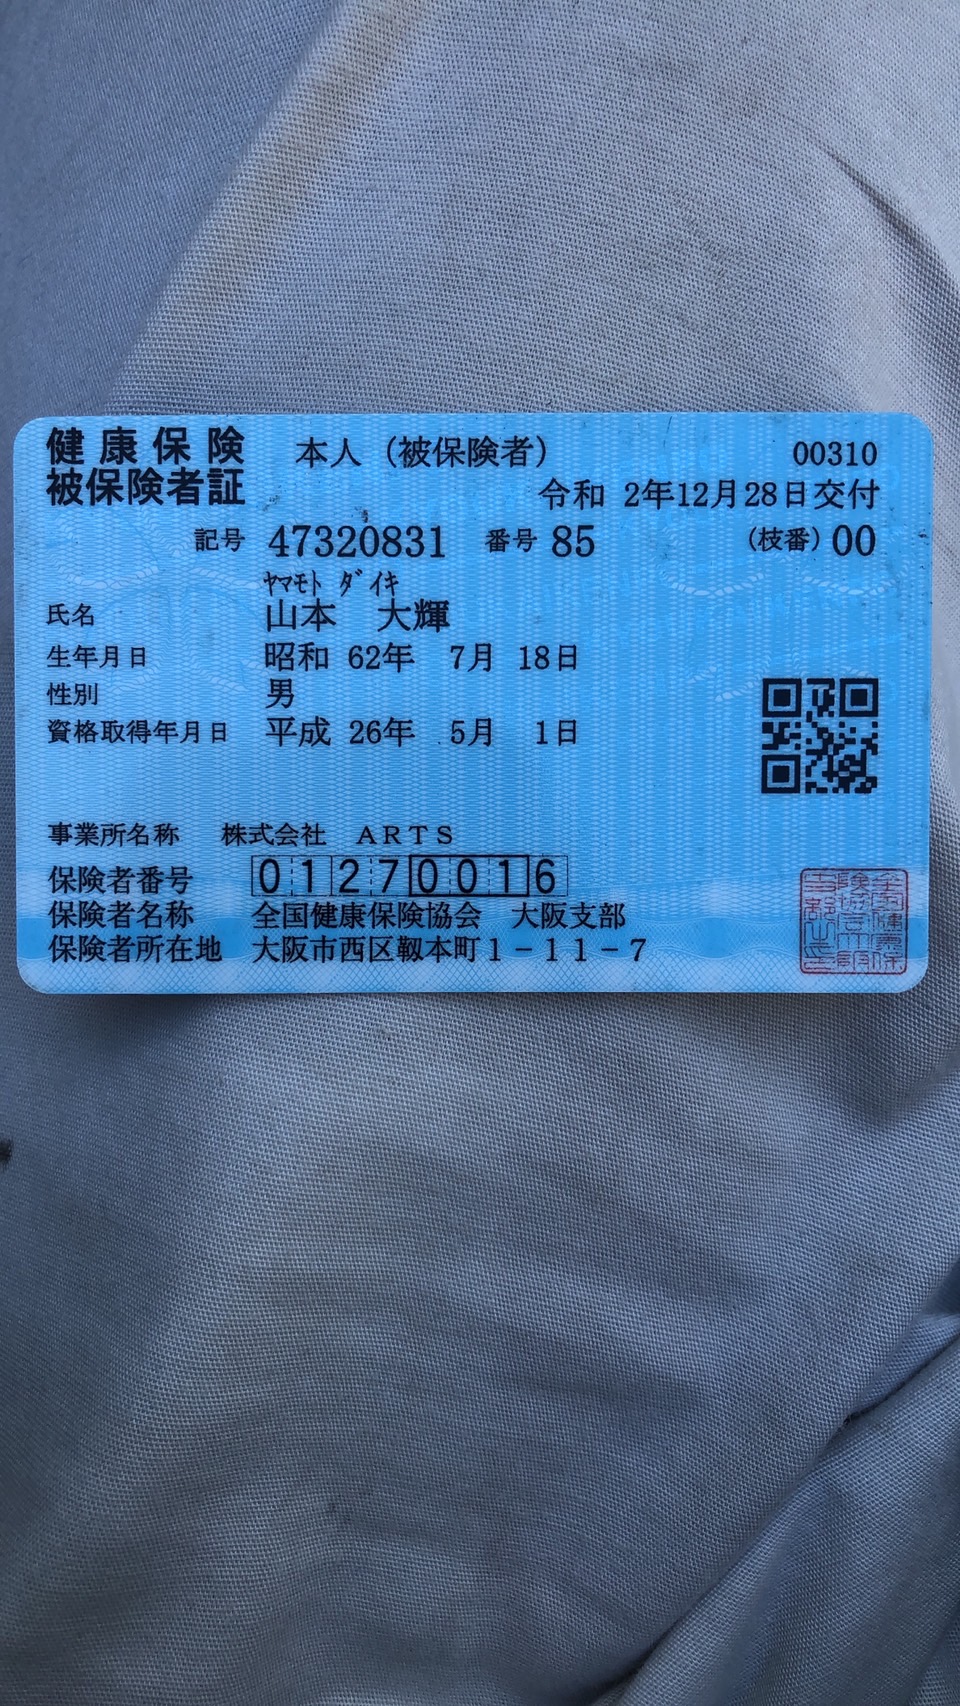 健康保険 本人（被保険者） 00310
被保険者証 令和 2年12月28日交付
記号 47320831 番号 85 (枝番) 00
ﾔﾏﾓﾄ ﾀﾞｲｷ
氏名 山本 大輝
生年月日 昭和 62年 7月 18日
性別 男
資格取得年月日 平成 26年 5月 1日
事業所名称 株式会社 ＡＲＴＳ
保険者番号 01270016
保険者名称 全国健康保険協会 大阪支部
保険者所在地 大阪市西区靱本町１－１１－７